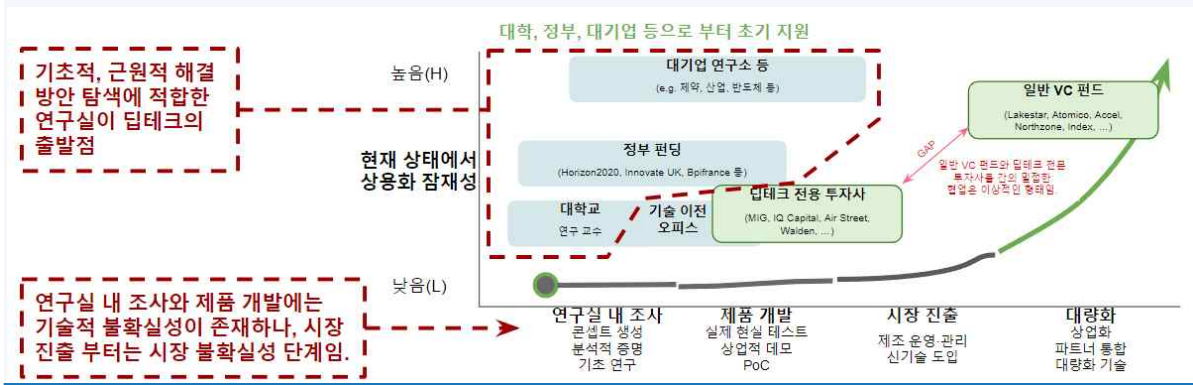 대학, 정부, 대기업 등으로 부터 초기 지원
기초적, 근원적 해결
방안 탐색에 적합한
연구실이 딥테크의
출발점
높음(H)
현재 상태에서
상용화 잠재성
낮음(L)
대기업 연구소 등
(e.g. 제약, 산업, 반도체 등)
정부 펀딩
(Horizon2020, Innovate UK, Bpifrance 등)
대학교
연구 교수
기술 이전
오피스
딥테크 전용 투자사
(MIG, IQ Capital, Air Street,
Walden, …)
일반 VC 펀드
(Lakestar, Atomico, Accel,
Northzone, Index, …)
GAP
일반 VC 펀드와 딥테크 전문
투자사들 간의 밀접한
협업은 이상적인 형태임.
연구실 내 조사와 제품 개발에는
기술적 불확실성이 존재하나, 시장
진출 부터는 시장 불확실성 단계임.
연구실 내 조사
콘셉트 생성
분석적 증명
기초 연구
제품 개발
실제 현실 테스트
상업적 데모
PoC
시장 진출
제조 운영·관리
신기술 도입
대량화
상업화
파트너 통합
대량화 기술